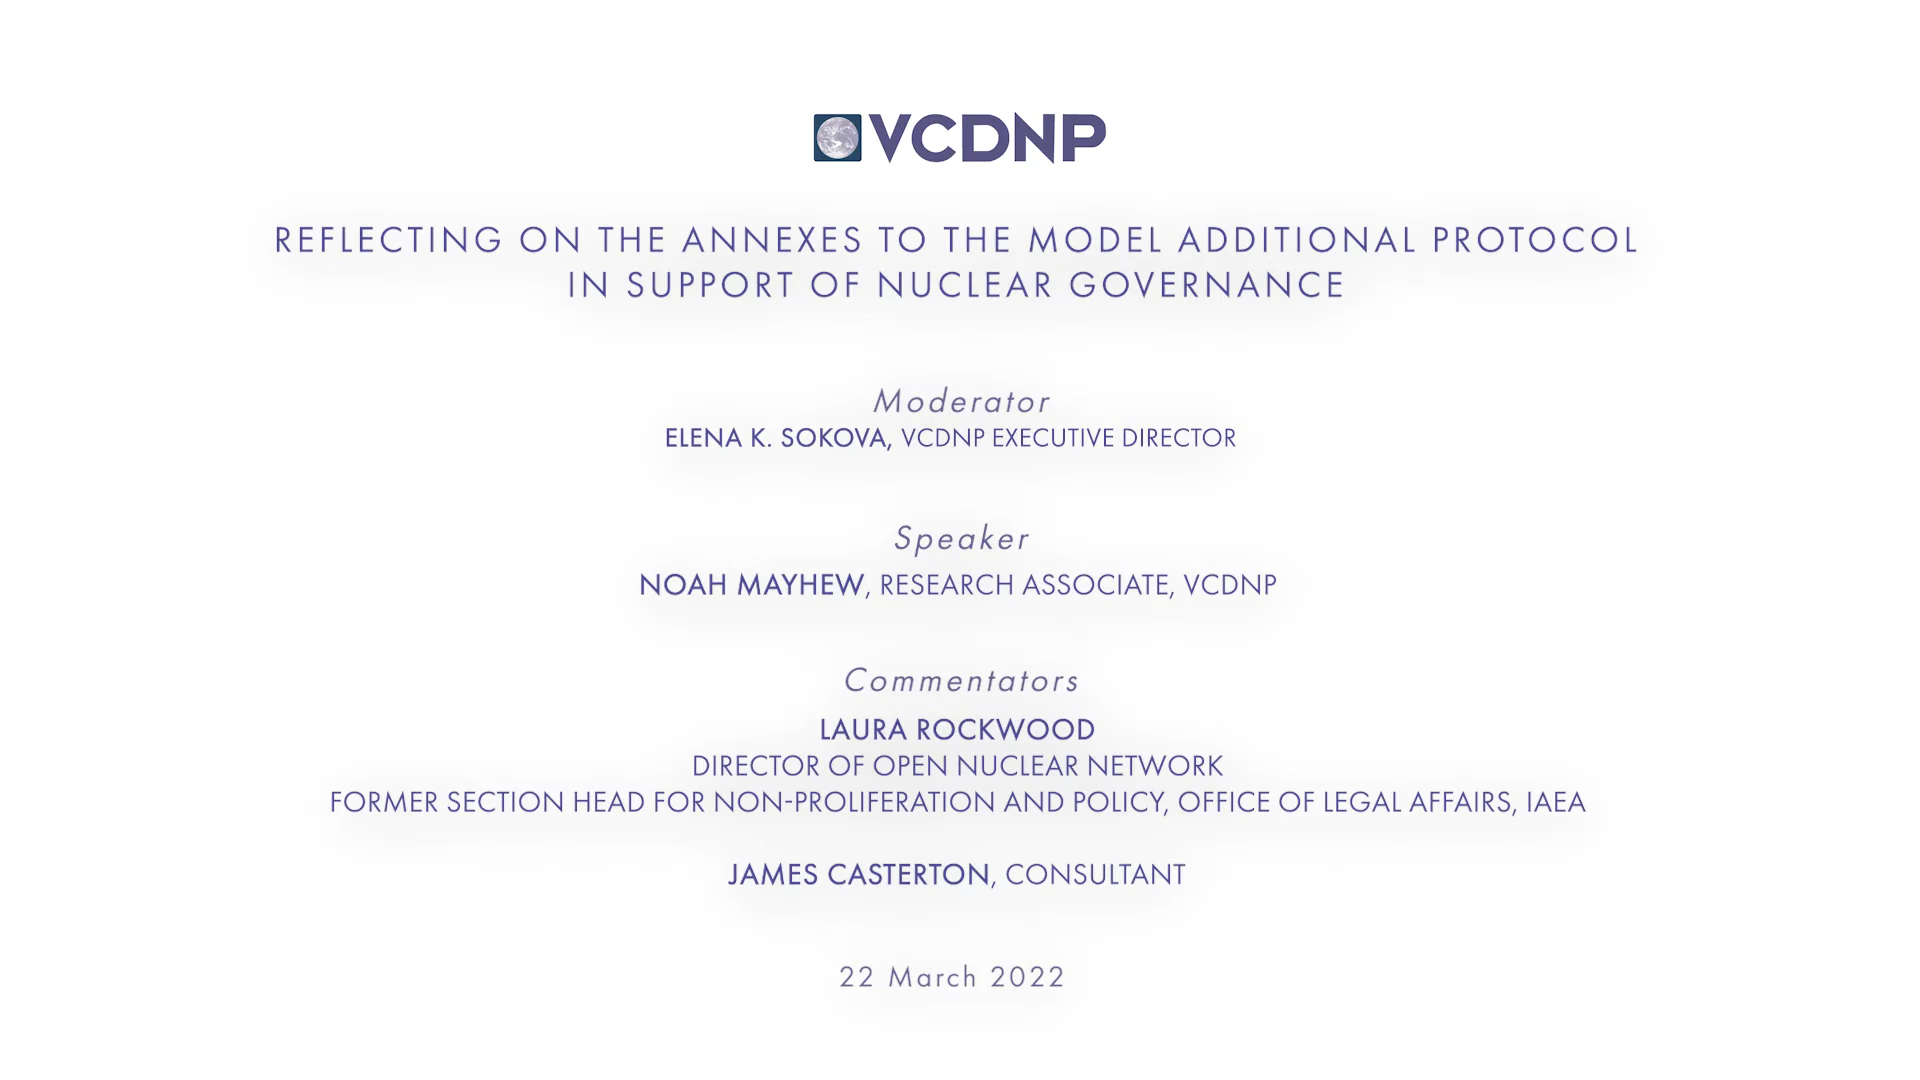 VCDNP
REFLECTING ON THE ANNEXES TO THE MODEL ADDITIONAL PROTOCOL
IN SUPPORT OF NUCLEAR GOVERNANCE
Moderator
ELENA K. SOKOVA, VCDNP EXECUTIVE DIRECTOR
Speaker
NOAH MAYHEW, RESEARCH ASSOCIATE, VCDNP
Commentators
LAURA ROCKWOOD
DIRECTOR OF OPEN NUCLEAR NETWORK
FORMER SECTION HEAD FOR NON-PROLIFERATION AND POLICY, OFFICE OF LEGAL AFFAIRS, IAEA
JAMES CASTERTON, CONSULTANT
22 March 2022